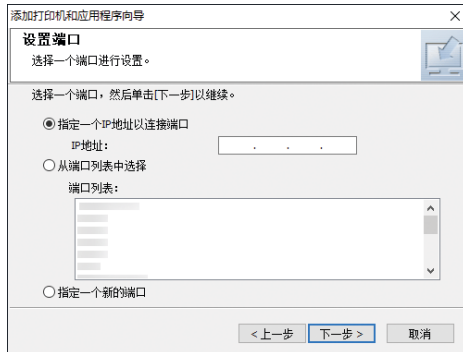 添加打印机和应用程序向导
设置端口
选择一个端口进行设置。
选择一个端口，然后单击[下一步]以继续。
指定一个IP地址以连接端口
IP地址：
. . .
从端口列表中选择
端口列表：
指定一个新的端口
<上一步 下一步> 取消